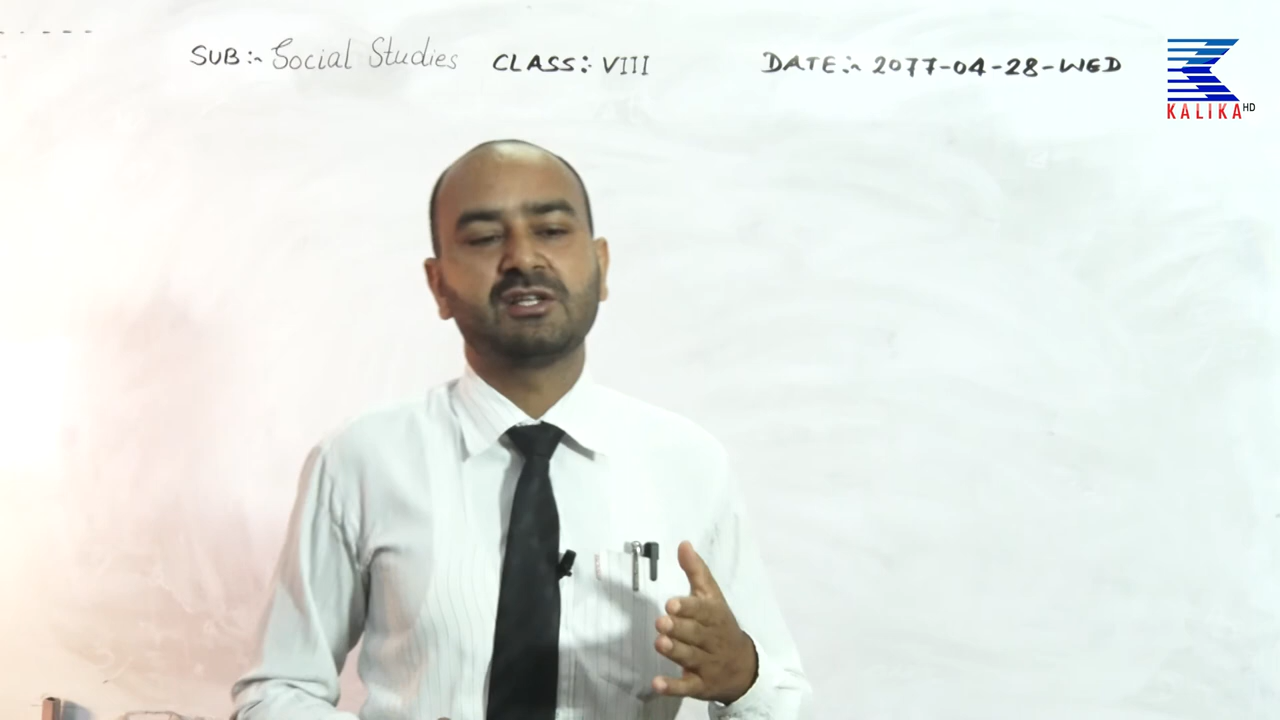 SUB :- Social Studies CLASS: VIII DATE :- 2077-04-28-WED
KALIKA HD